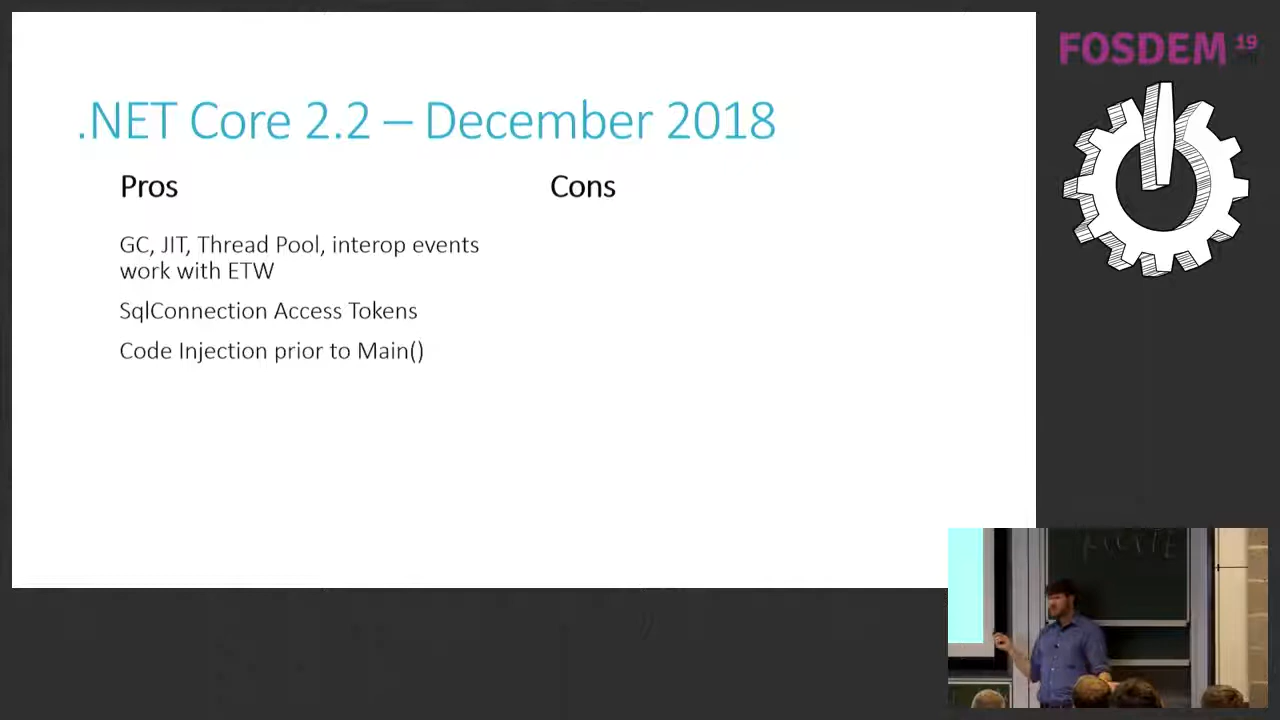 FOSDEM 19
.NET Core 2.2 – December 2018
Pros
Cons
GC, JIT, Thread Pool, interop events
work with ETW
SqlConnection Access Tokens
Code Injection prior to Main()